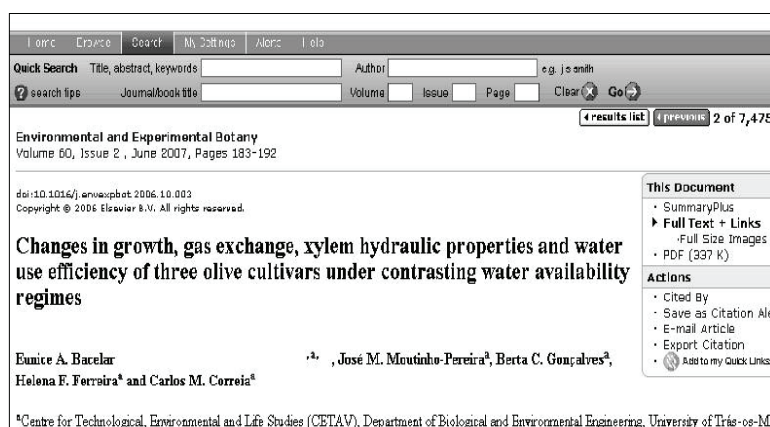 Home Browse Search My Settings Alerts Help
Quick Search Title, abstract, keywords Author e.g. j s smith
? search tips Journal/book title Volume Issue Page Clear X Go
results list previous 2 of 7,475
Environmental and Experimental Botany
Volume 60, Issue 2 , June 2007, Pages 183-192
doi:10.1016/j.envexpbot.2006.10.003
Copyright © 2006 Elsevier B.V. All rights reserved.
Changes in growth, gas exchange, xylem hydraulic properties and water
use efficiency of three olive cultivars under contrasting water availability
regimes
Eunice A. Bacelar ,a, , José M. Moutinho-Pereiraa, Berta C. Gonçalvesa,
Helena F. Ferreiraa and Carlos M. Correiaa
aCentre for Technological, Environmental and Life Studies (CETAV), Department of Biological and Environmental Engineering, University of Trás-os-M
This Document
· SummaryPlus
Full Text + Links
·Full Size Images
· PDF (337 K)
Actions
· Cited By
· Save as Citation Ale
· E-mail Article
· Export Citation
· Add to my Quick Links